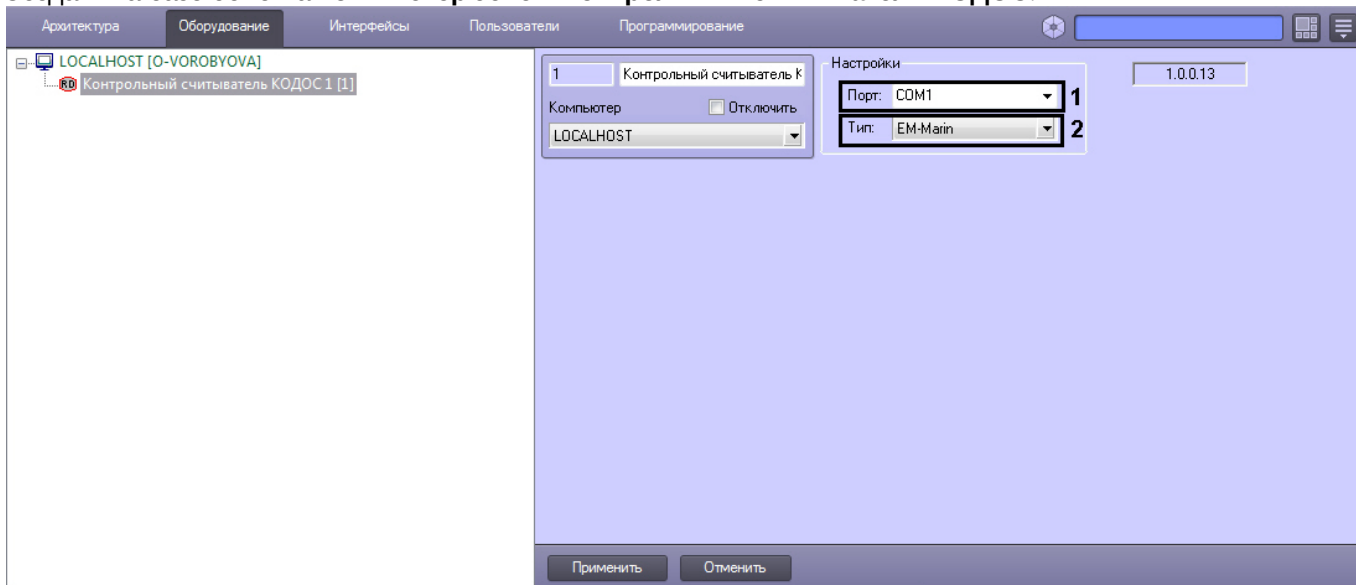 Архитектура Оборудование Интерфейсы Пользователи Программирование
LOCALHOST [O-VOROBYOVA]
RD Контрольный считыватель КОДОС 1 [1]
1 Контрольный считыватель К
Компьютер Отключить
LOCALHOST
Настройки
Порт: COM1 1
Тип: EM-Marin 2
1.0.0.13
Применить Отменить